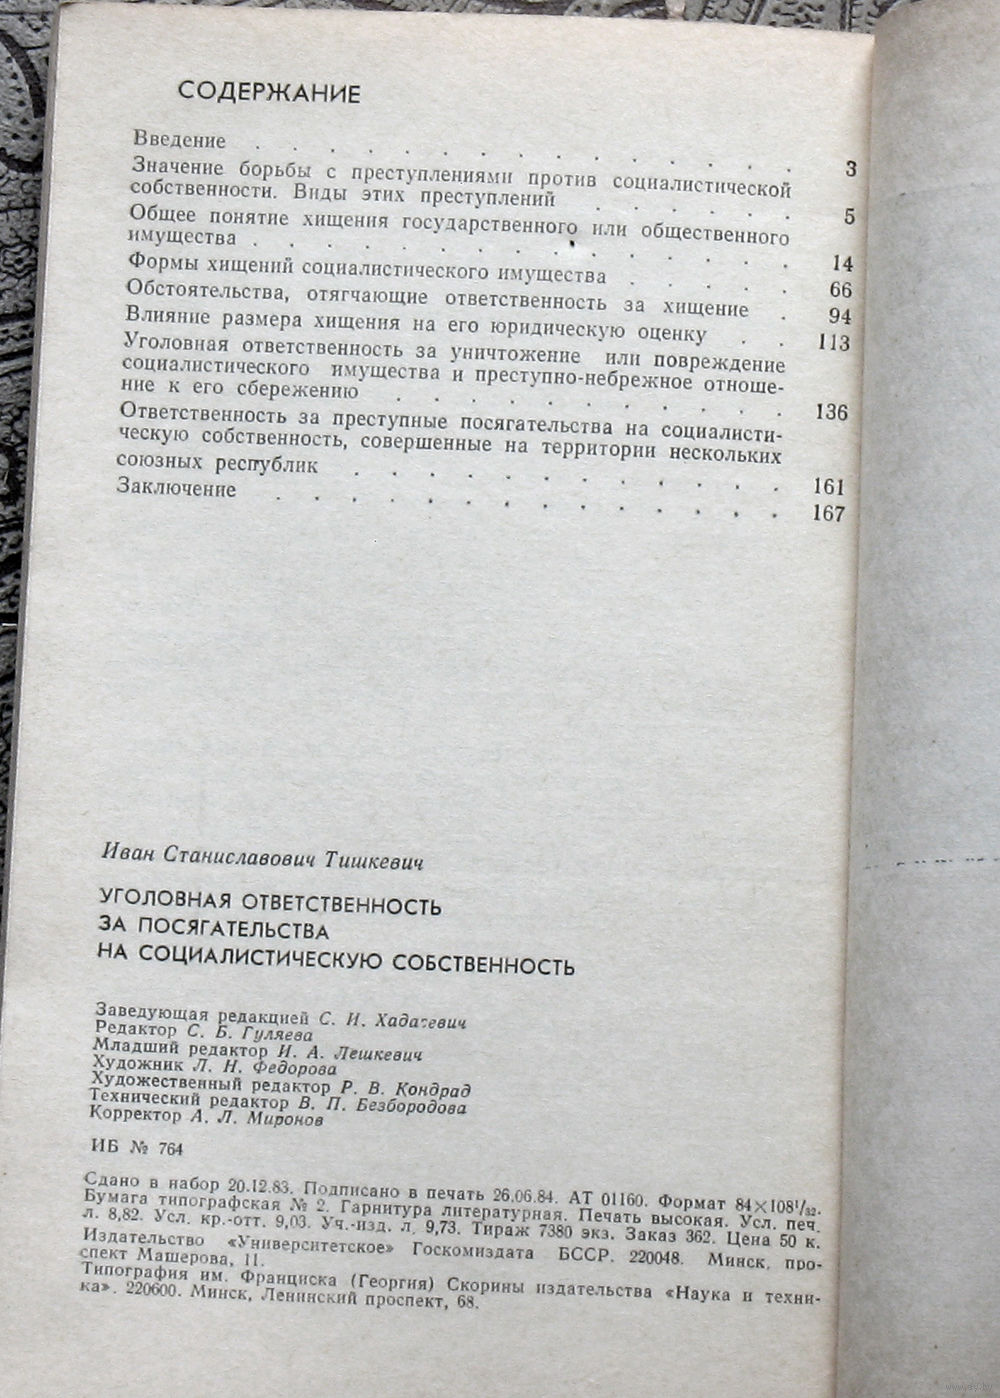 СОДЕРЖАНИЕ
Введение . . . . . . . . . . . . . . 3
Значение борьбы с преступлениями против социалистической
собственности. Виды этих преступлений . . . . . . 5
Общее понятие хищения государственного или общественного
имущества . . . . . . . . . . . . . . 14
Формы хищений социалистического имущества . . . . . 66
Обстоятельства, отягчающие ответственность за хищение . 94
Влияние размера хищения на его юридическую оценку . . 113
Уголовная ответственность за уничтожение или повреждение
социалистического имущества и преступно-небрежное отноше-
ние к его сбережению . . . . . . . . . . . 136
Ответственность за преступные посягательства на социалисти-
ческую собственность, совершенные на территории нескольких
союзных республик . . . . . . . . . . . . 161
Заключение . . . . . . . . . . . . . . 167
Иван Станиславович Тишкевич
УГОЛОВНАЯ ОТВЕТСТВЕННОСТЬ
ЗА ПОСЯГАТЕЛЬСТВА
НА СОЦИАЛИСТИЧЕСКУЮ СОБСТВЕННОСТЬ
Заведующая редакцией С. И.
Редактор С. Б. Гуляева
Младший редактор И. А. Лешкевич
Художник Л. Н. Федорова
Художественный редактор Р. В. Кондрад
Технический редактор В. П. Безбородова
Корректор А. Л. Миронов
ИБ № 764
Сдано в набор 20.12.83. Подписано в печать 26.06.84. АТ 01160. Формат 84×108¹/₃₂.
Бумага типографская № 2. Гарнитура литературная. Печать высокая. Усл. печ.
л. 8,82. Усл. кр.-отт. 9,03. Уч.-изд. л. 9,73. Тираж 7380 экз. Заказ 362. Цена 50 к.
Издательство «Университетское» Госкомиздата БССР. 220048. Минск, про-
спект Машерова, 11.
Типография им. Франциска (Георгия) Скорины издательства «Наука и техни-
ка». 220600. Минск, Ленинский проспект, 68.